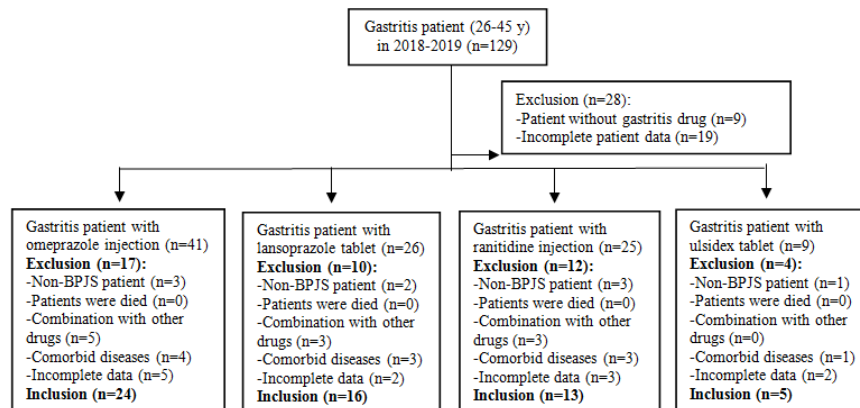 Gastritis patient (26-45 y)
in 2018-2019 (n=129)
Exclusion (n=28):
-Patient without gastritis drug (n=9)
-Incomplete patient data (n=19)
Gastritis patient with
omeprazole injection (n=41)
Exclusion (n=17):
-Non-BPJS patient (n=3)
-Patients were died (n=0)
-Combination with other
drugs (n=5)
-Comorbid diseases (n=4)
-Incomplete data (n=5)
Inclusion (n=24)
Gastritis patient with
lansoprazole tablet (n=26)
Exclusion (n=10):
-Non-BPJS patient (n=2)
-Patients were died (n=0)
-Combination with other
drugs (n=3)
-Comorbid diseases (n=3)
-Incomplete data (n=2)
Inclusion (n=16)
Gastritis patient with
ranitidine injection (n=25)
Exclusion (n=12):
-Non-BPJS patient (n=3)
-Patients were died (n=0)
-Combination with other
drugs (n=3)
-Comorbid diseases (n=3)
-Incomplete data (n=3)
Inclusion (n=13)
Gastritis patient with
ulsidex tablet (n=9)
Exclusion (n=4):
-Non-BPJS patient (n=1)
-Patients were died (n=0)
-Combination with other
drugs (n=0)
-Comorbid diseases (n=1)
-Incomplete data (n=2)
Inclusion (n=5)